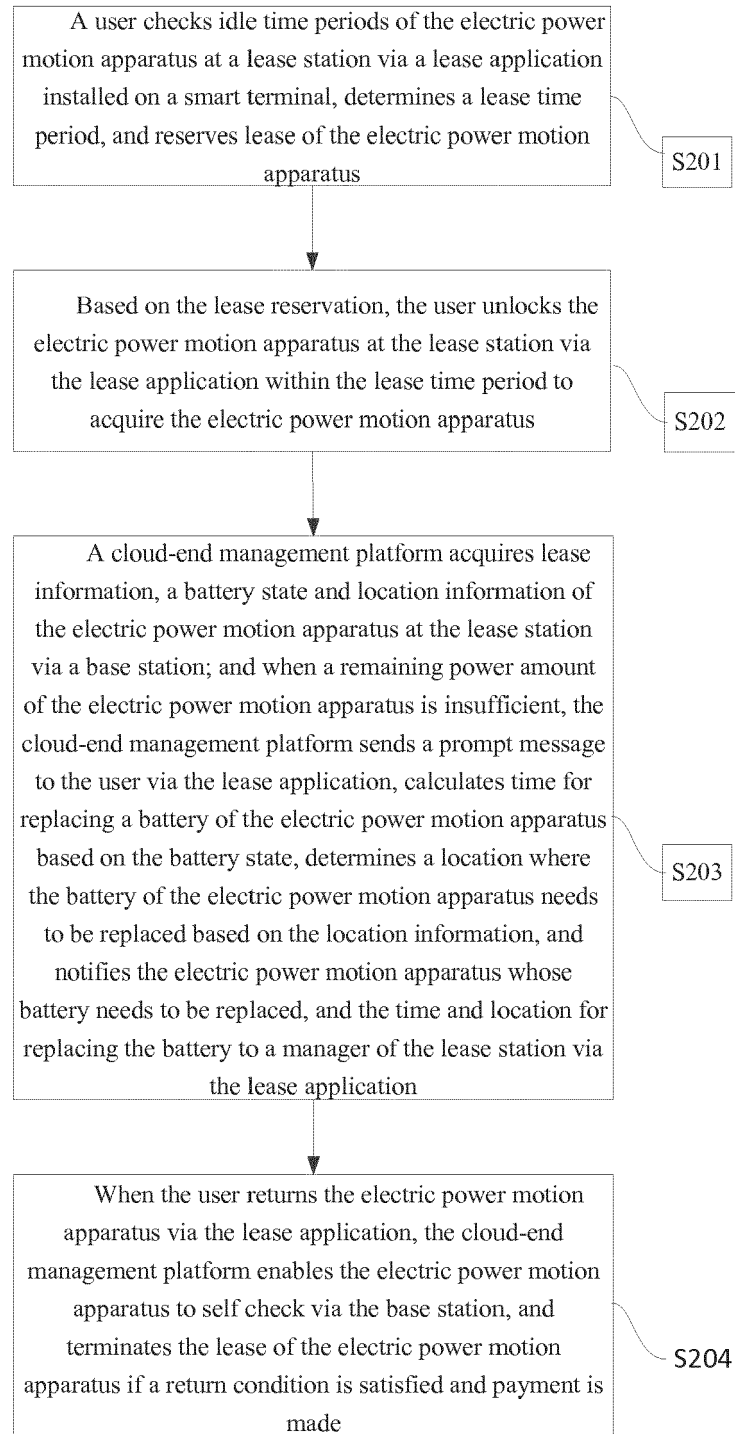 A user checks idle time periods of the electric power
motion apparatus at a lease station via a lease application
installed on a smart terminal, determines a lease time
period, and reserves lease of the electric power motion
apparatus
S201
Based on the lease reservation, the user unlocks the
electric power motion apparatus at the lease station via
the lease application within the lease time period to
acquire the electric power motion apparatus
S202
A cloud-end management platform acquires lease
information, a battery state and location information of
the electric power motion apparatus at the lease station
via a base station; and when a remaining power amount
of the electric power motion apparatus is insufficient, the
cloud-end management platform sends a prompt message
to the user via the lease application, calculates time for
replacing a battery of the electric power motion apparatus
based on the battery state, determines a location where
the battery of the electric power motion apparatus needs
to be replaced based on the location information, and
notifies the electric power motion apparatus whose
battery needs to be replaced, and the time and location for
replacing the battery to a manager of the lease station via
the lease application
S203
When the user returns the electric power motion
apparatus via the lease application, the cloud-end
management platform enables the electric power motion
apparatus to self check via the base station, and
terminates the lease of the electric power motion
apparatus if a return condition is satisfied and payment is
made
S204